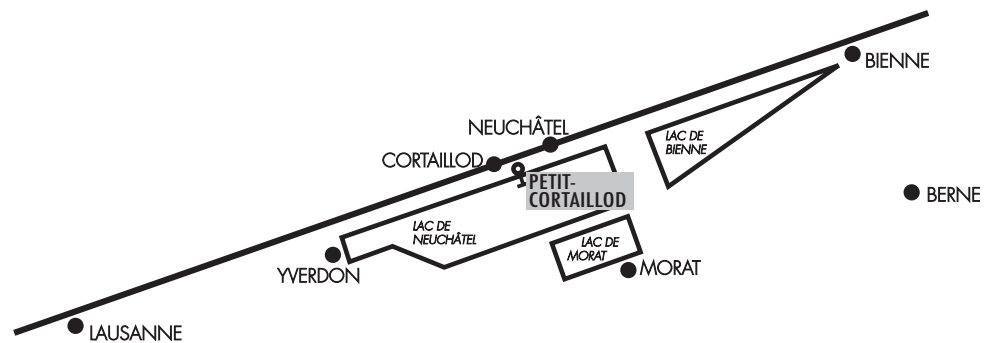 BIENNE
NEUCHÂTEL
LAC DE
BIENNE
CORTAILLOD
PETIT-
CORTAILLOD
BERNE
LAC DE
NEUCHÂTEL
LAC DE
MORAT
YVERDON
MORAT
LAUSANNE